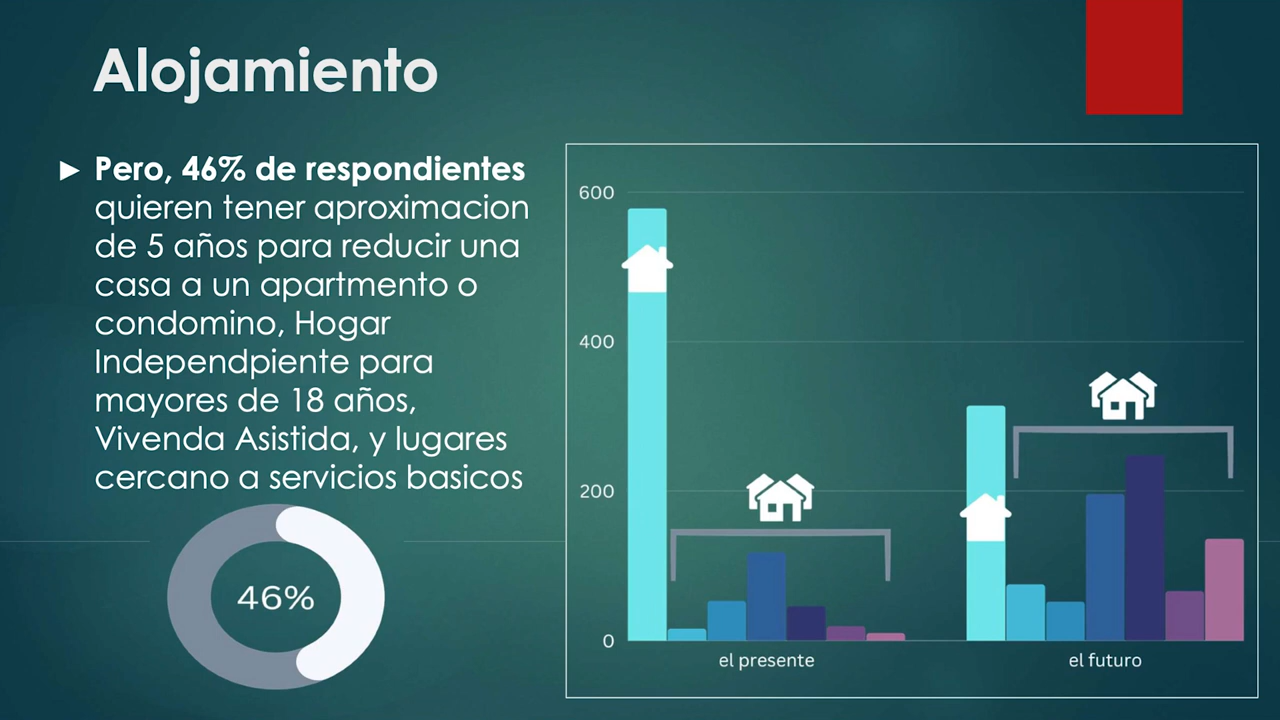 Alojamiento
► Pero, 46% de respondientes
quieren tener aproximacion
de 5 años para reducir una
casa a un apartmento o
condomino, Hogar
Independpiente para
mayores de 18 años,
Vivenda Asistida, y lugares
cercano a servicios basicos
46%
600
400
200
0
el presente
el futuro